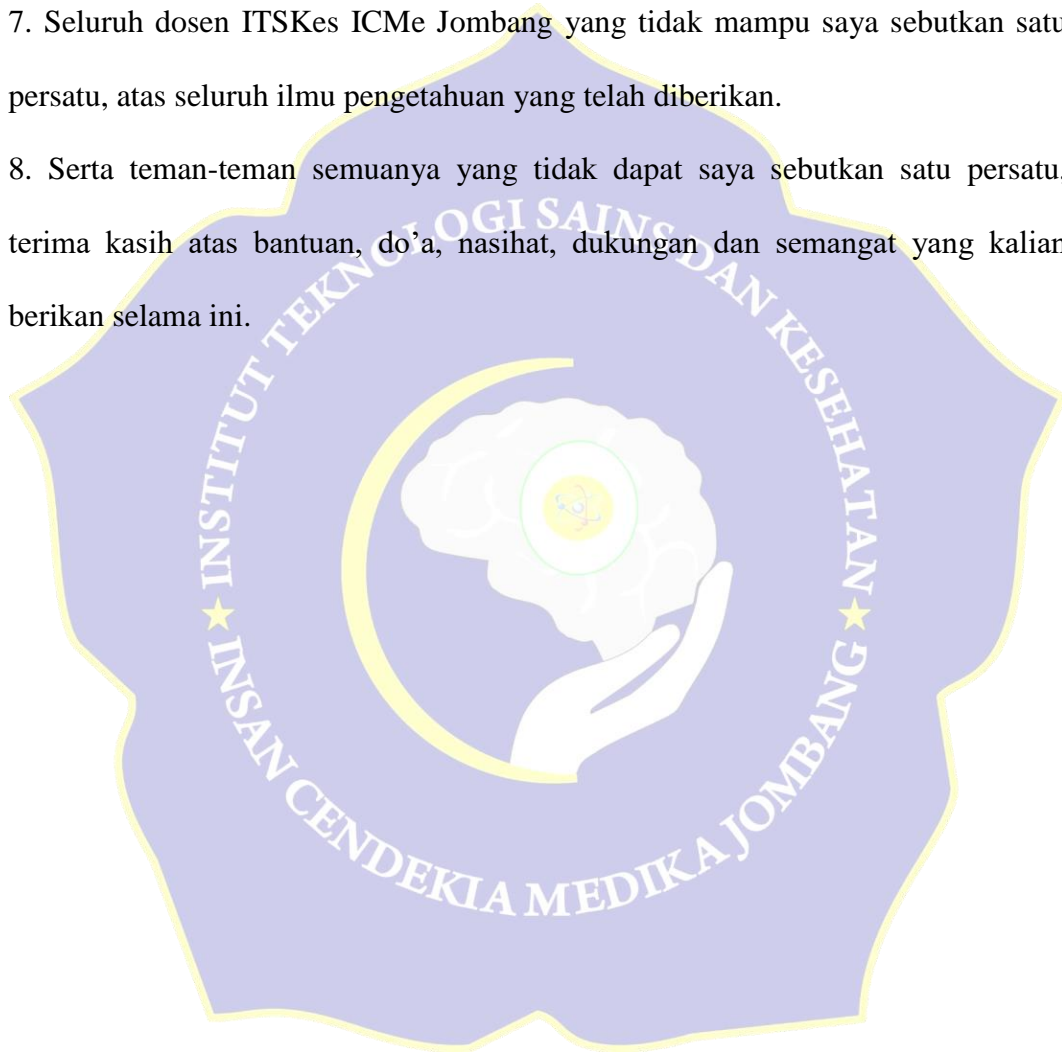 7. Seluruh dosen ITSKes ICMe Jombang yang tidak mampu saya sebutkan satu
persatu, atas seluruh ilmu pengetahuan yang telah diberikan.
8. Serta teman-teman semuanya yang tidak dapat saya sebutkan satu persatu,
terima kasih atas bantuan, do’a, nasihat, dukungan dan semangat yang kalian
berikan selama ini.
INSTITUT TEKNOLOGI SAINS DAN KESEHATAN
INSAN CENDEKIA MEDIKA JOMBANG